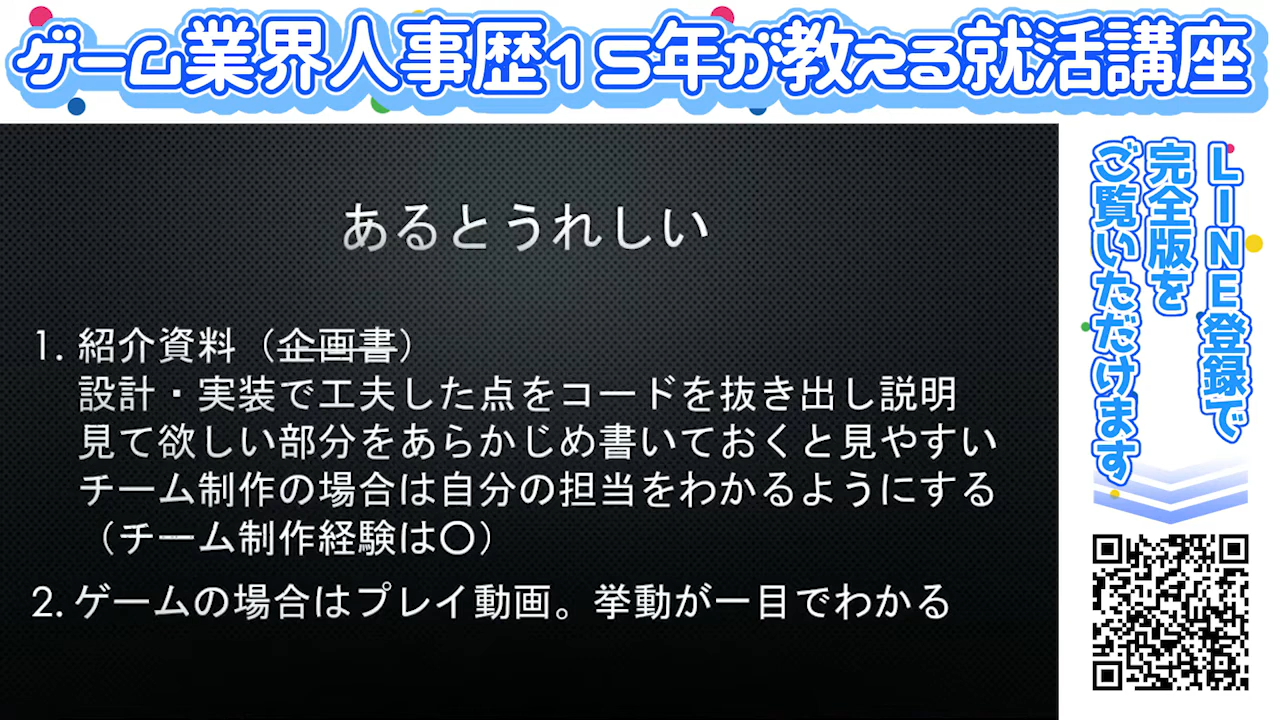 ゲーム業界人事歴15年が教える就活講座
あるとうれしい
1. 紹介資料（企画書）
設計・実装で工夫した点をコードを抜き出し説明
見て欲しい部分をあらかじめ書いておくと見やすい
チーム制作の場合は自分の担当をわかるようにする
（チーム制作経験は〇）
2. ゲームの場合はプレイ動画。挙動が一目でわかる
LINE登録で
完全版を
ご覧いただけます